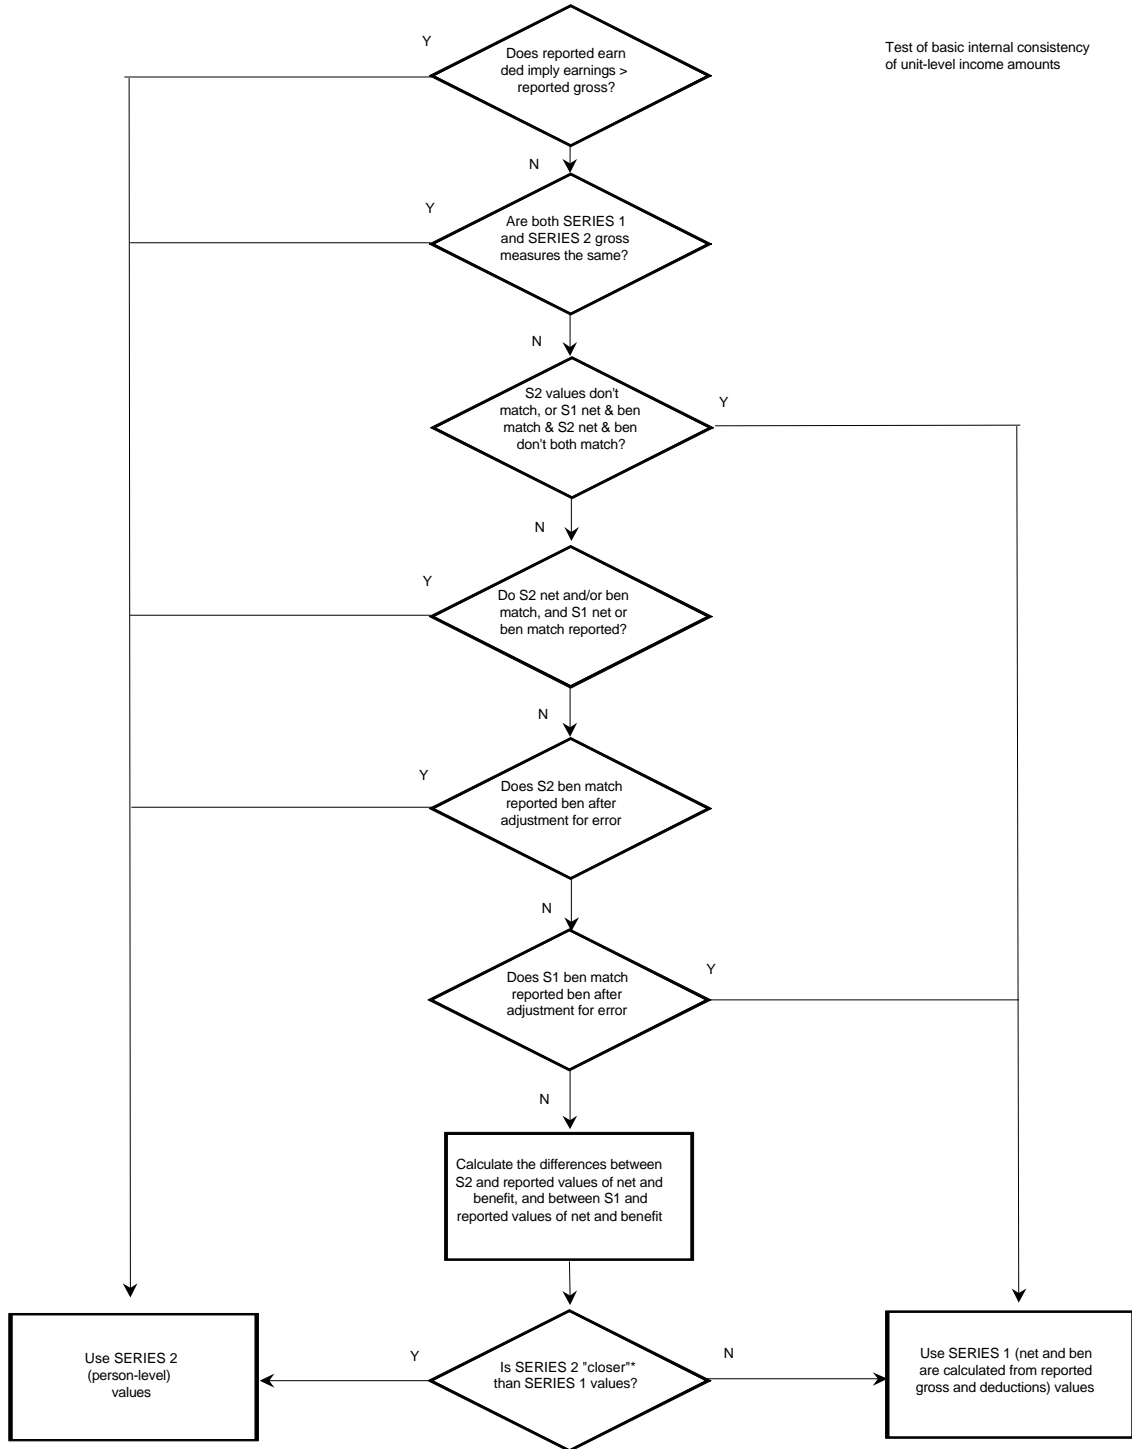 Y
Does reported earn
ded imply earnings >
reported gross?
Test of basic internal consistency
of unit-level income amounts
N
Y
Are both SERIES 1
and SERIES 2 gross
measures the same?
N
S2 values don't
match, or S1 net & ben
match & S2 net & ben
don't both match?
Y
N
Y
Do S2 net and/or ben
match, and S1 net or
ben match reported?
N
Y
Does S2 ben match
reported ben after
adjustment for error
N
Does S1 ben match
reported ben after
adjustment for error
Y
N
Calculate the differences between
S2 and reported values of net and
benefit, and between S1 and
reported values of net and benefit
Use SERIES 2
(person-level)
values
Y
Is SERIES 2 "closer"*
than SERIES 1 values?
N
Use SERIES 1 (net and ben
are calculated from reported
gross and deductions) values